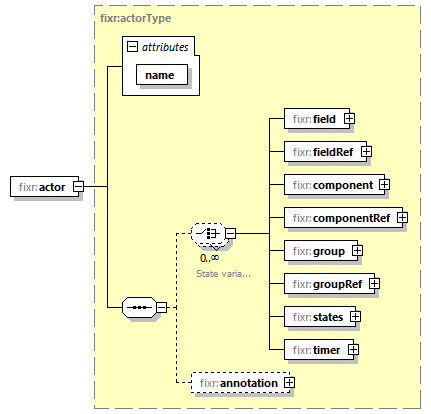 fixr:actorType
attributes
name
fixr:field
fixr:fieldRef
fixr:actor
fixr:component
fixr:componentRef
0..∞
State varia...
fixr:group
fixr:groupRef
fixr:states
fixr:timer
fixr:annotation